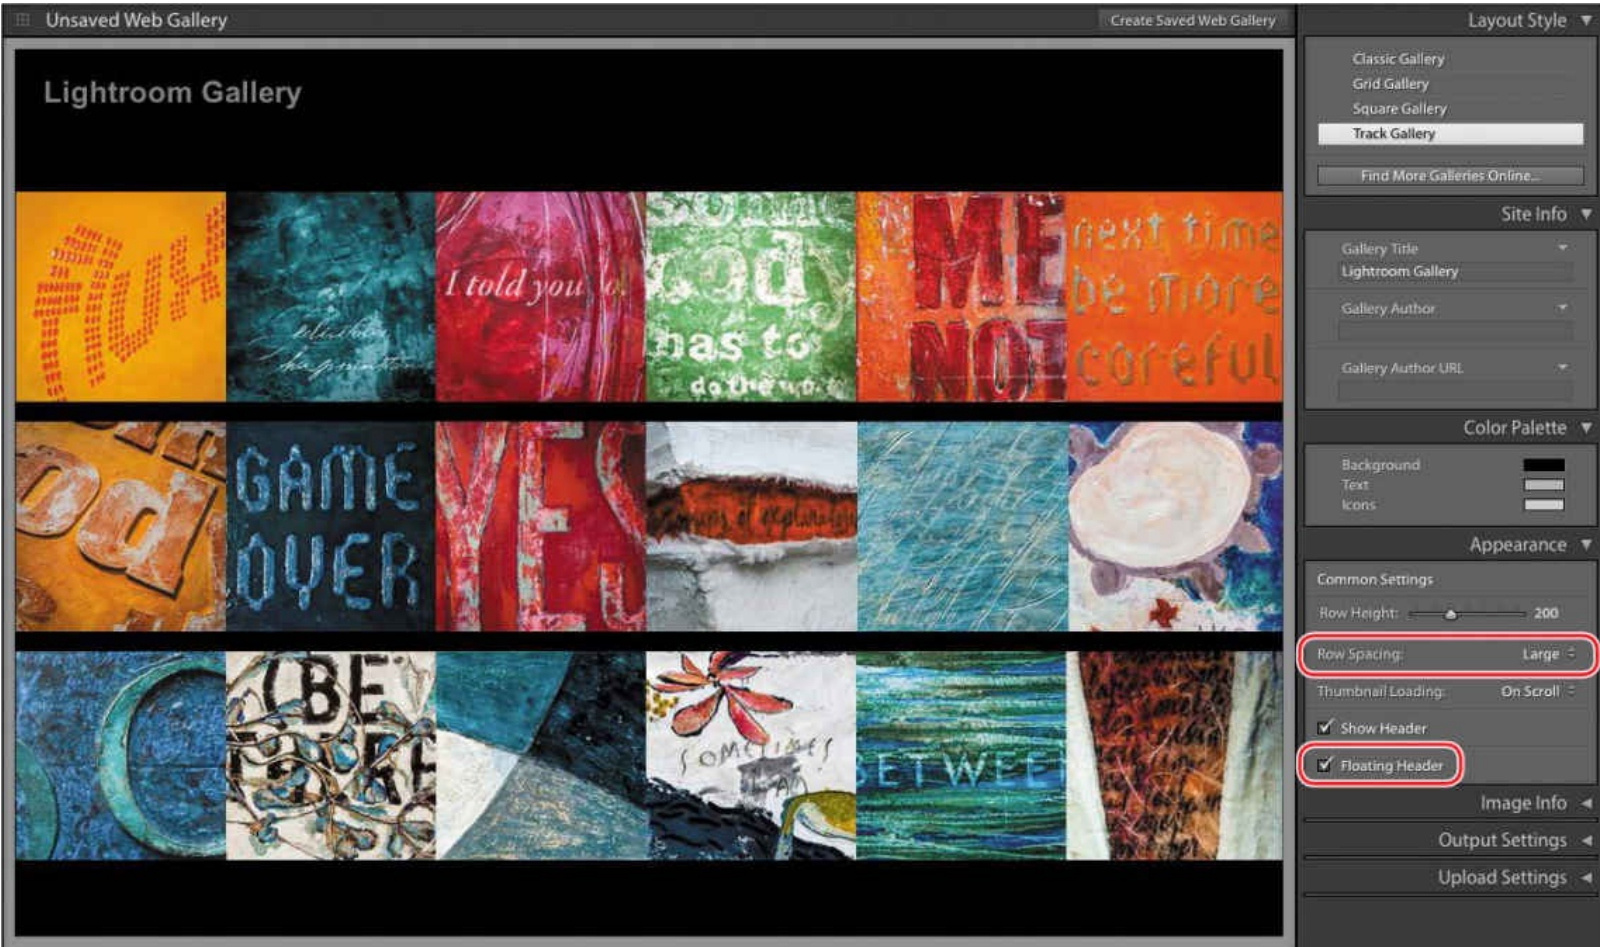 Unsaved Web Gallery
Create Saved Web Gallery
Lightroom Gallery
I told you
ME
NOT
next time
be more
careful
ody
has to
do the
GAME
OVER
YES
(BE
SOMETIMES
BETWEE
Layout Style
Classic Gallery
Grid Gallery
Square Gallery
Track Gallery
Find More Galleries Online...
Site Info
Gallery Title
Lightroom Gallery
Gallery Author
Gallery Author URL
Color Palette
Background
Text
Icons
Appearance
Common Settings
Row Height: 200
Row Spacing: Large
Thumbnail Loading: On Scroll
Show Header
Floating Header
Image Info
Output Settings
Upload Settings